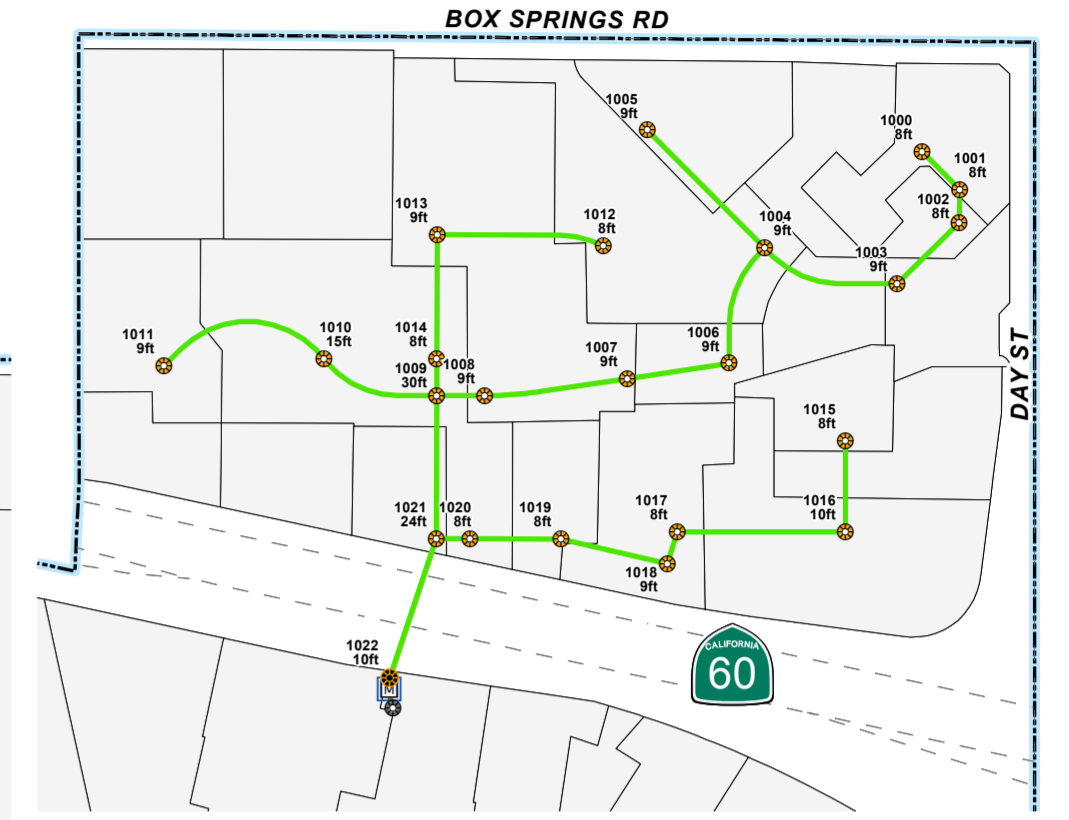 BOX SPRINGS RD
1005
9ft
1000
8ft
1001
8ft
1002
8ft
1013
9ft
1012
8ft
1004
9ft
1003
9ft
1011
9ft
1010
15ft
1014
8ft
1009
30ft
1008
9ft
1007
9ft
1006
9ft
DAY ST
1015
8ft
1021
24ft
1020
8ft
1019
8ft
1017
8ft
1016
10ft
1018
9ft
1022
10ft
M
CALIFORNIA
60